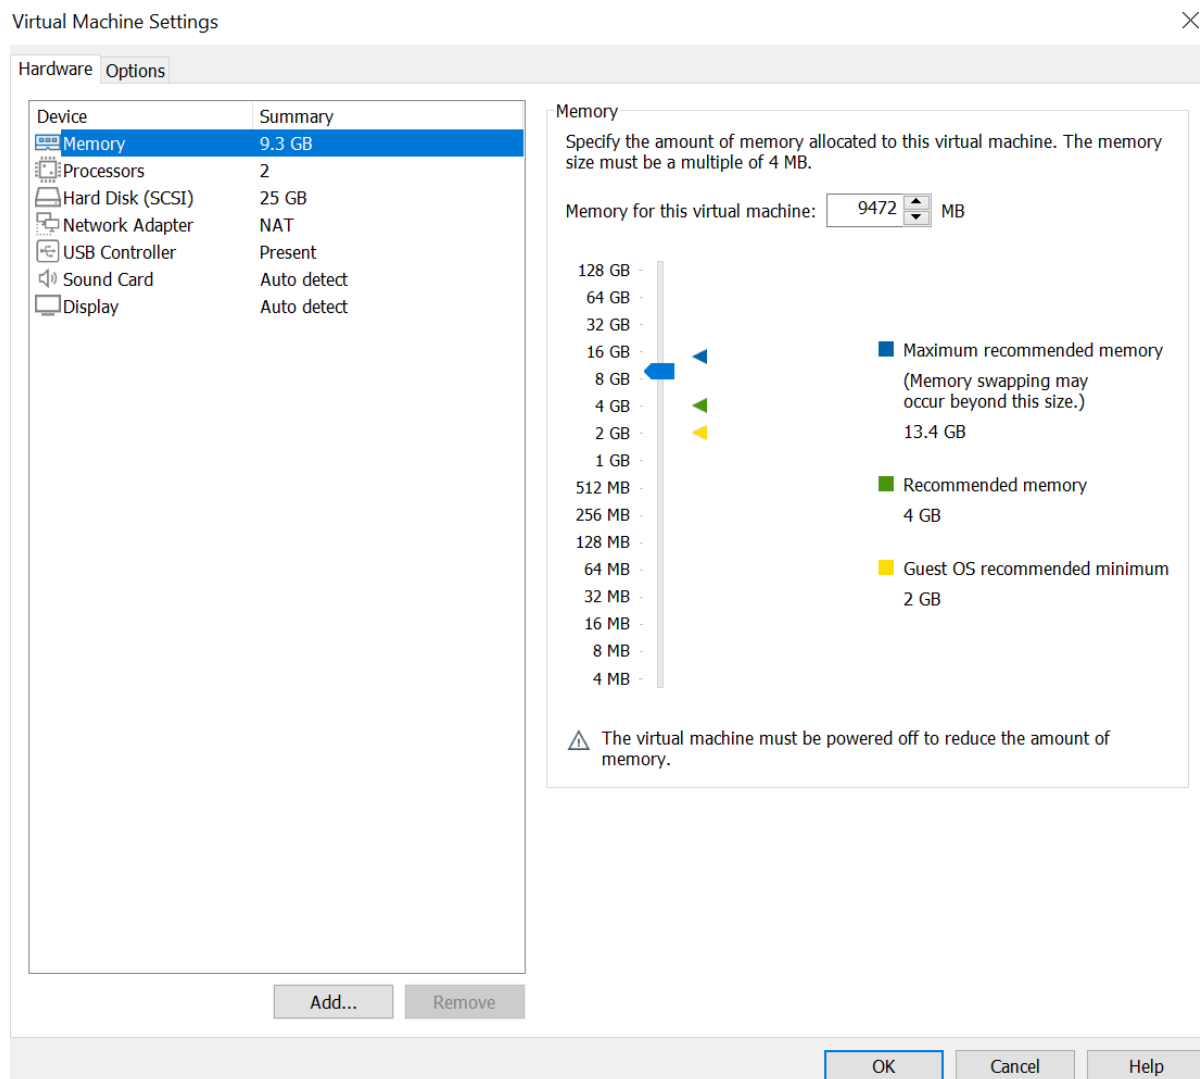 Virtual Machine Settings
Hardware Options
Device Summary
Memory 9.3 GB
Processors 2
Hard Disk (SCSI) 25 GB
Network Adapter NAT
USB Controller Present
Sound Card Auto detect
Display Auto detect
Add... Remove
Memory
Specify the amount of memory allocated to this virtual machine. The memory
size must be a multiple of 4 MB.
Memory for this virtual machine: 9472 MB
128 GB
64 GB
32 GB
16 GB
8 GB
4 GB
2 GB
1 GB
512 MB
256 MB
128 MB
64 MB
32 MB
16 MB
8 MB
4 MB
Maximum recommended memory
(Memory swapping may
occur beyond this size.)
13.4 GB
Recommended memory
4 GB
Guest OS recommended minimum
2 GB
The virtual machine must be powered off to reduce the amount of
memory.
OK Cancel Help